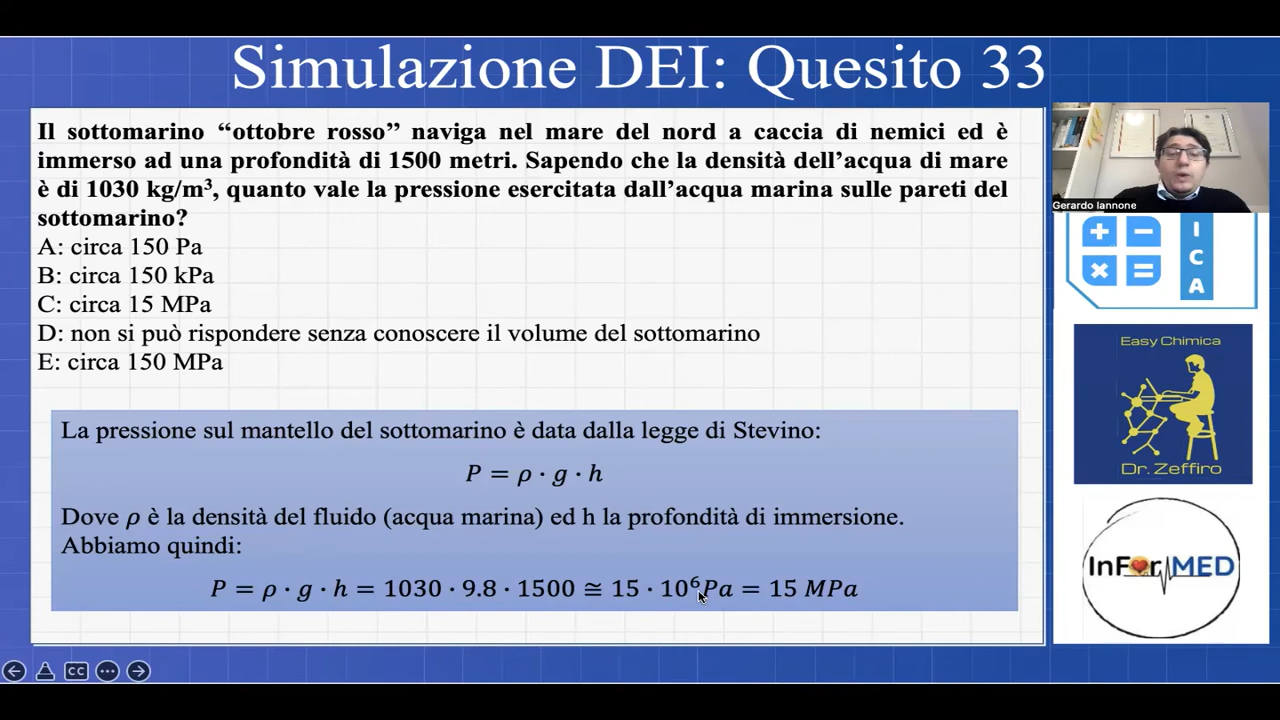 Simulazione DEI: Quesito 33
Il sottomarino “ottobre rosso” naviga nel mare del nord a caccia di nemici ed è
immerso ad una profondità di 1500 metri. Sapendo che la densità dell’acqua di mare
è di 1030 kg/m³, quanto vale la pressione esercitata dall’acqua marina sulle pareti del
sottomarino?
A: circa 150 Pa
B: circa 150 kPa
C: circa 15 MPa
D: non si può rispondere senza conoscere il volume del sottomarino
E: circa 150 MPa
La pressione sul mantello del sottomarino è data dalla legge di Stevino:
P = ρ · g · h
Dove ρ è la densità del fluido (acqua marina) ed h la profondità di immersione.
Abbiamo quindi:
P = ρ · g · h = 1030 · 9.8 · 1500 ≅ 15 · 10⁶ Pa = 15 MPa
Gerardo Iannone
+ −
× =
I
C
A
Easy Chimica
Dr. Zeffiro
InForMED
CC